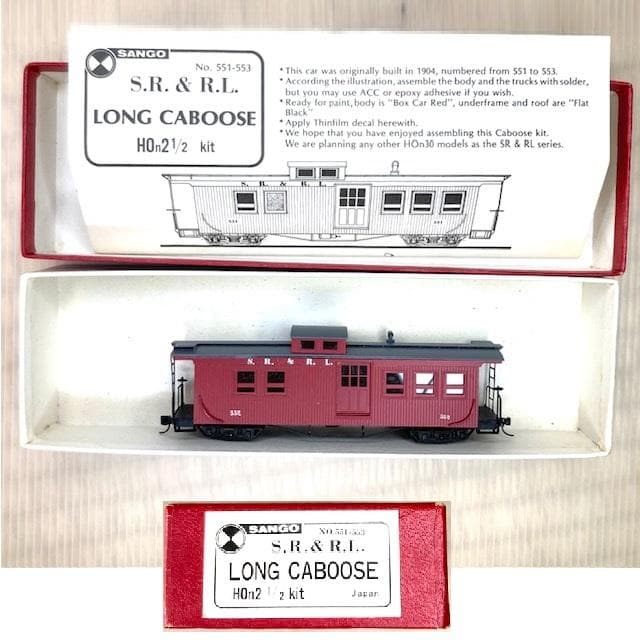 SANGO
No. 551-553
S.R. & R.L.
LONG CABOOSE
HOn2 1/2 kit
•This car was originally built in 1904, numbered from 551 to 553.
•According the illustration, assemble the body and the trucks with solder,
but you may use ACC or epoxy adhesive if you wish.
•Ready for paint, body is "Box Car Red", underframe and roof are "Flat
Black"
•Apply Thinfilm decal herewith.
•We hope that you have enjoyed assembling this Caboose kit.
We are planning any other HOn30 models as the SR & RL series.
S. R. & R. L.
S. R. & R. L.
SANGO
NO.551-553
S.R.& R.L.
LONG CABOOSE
HOn2 1/2 kit
Japan